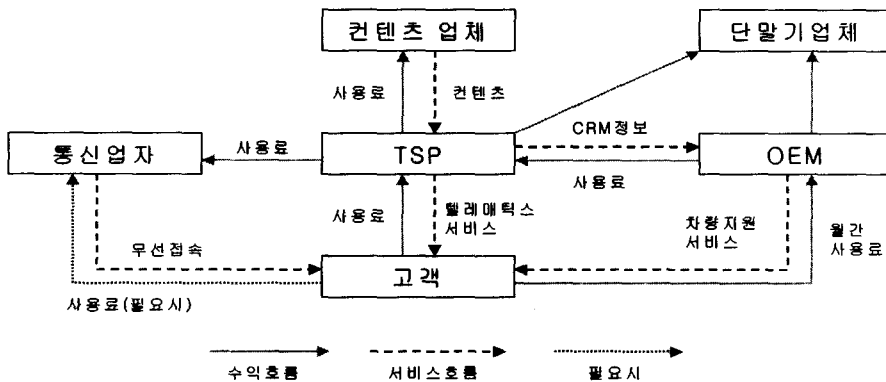 컨텐츠 업체
단말기업체
사용료
컨텐츠
CRM정보
통신업자
사용료
TSP
사용료
OEM
사용료
텔레매틱스
서비스
차량지원
서비스
월간
사용료
무선접속
고객
사용료(필요시)
수익흐름
서비스흐름
필요시